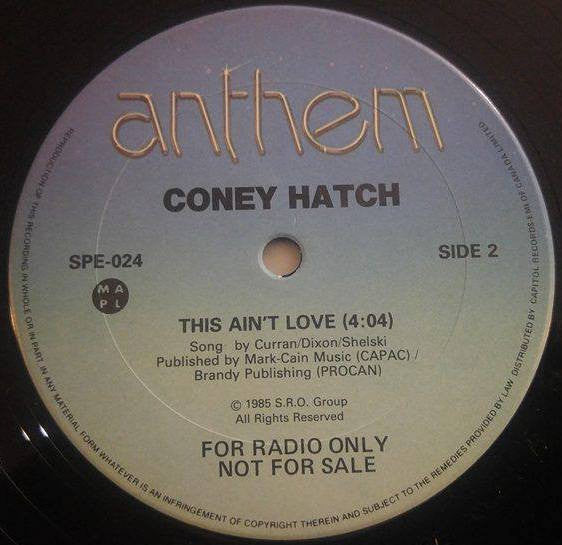 anthem
CONEY HATCH
SPE-024
SIDE 2
M A
P L
THIS AIN'T LOVE (4:04)
Song by Curran/Dixon/Shelski
Published by Mark-Cain Music (CAPAC) /
Brandy Publishing (PROCAN)
© 1985 S.R.O. Group
All Rights Reserved
FOR RADIO ONLY
NOT FOR SALE
REPRODUCTION OF THIS RECORDING IN WHOLE OR IN PART, IN ANY MATERIAL FORM WHATEVER IS AN INFRINGEMENT OF COPYRIGHT THEREIN AND SUBJECT TO THE REMEDIES PROVIDED BY LAW DISTRIBUTED BY CAPITOL RECORDS-EMI OF CANADA LIMITED